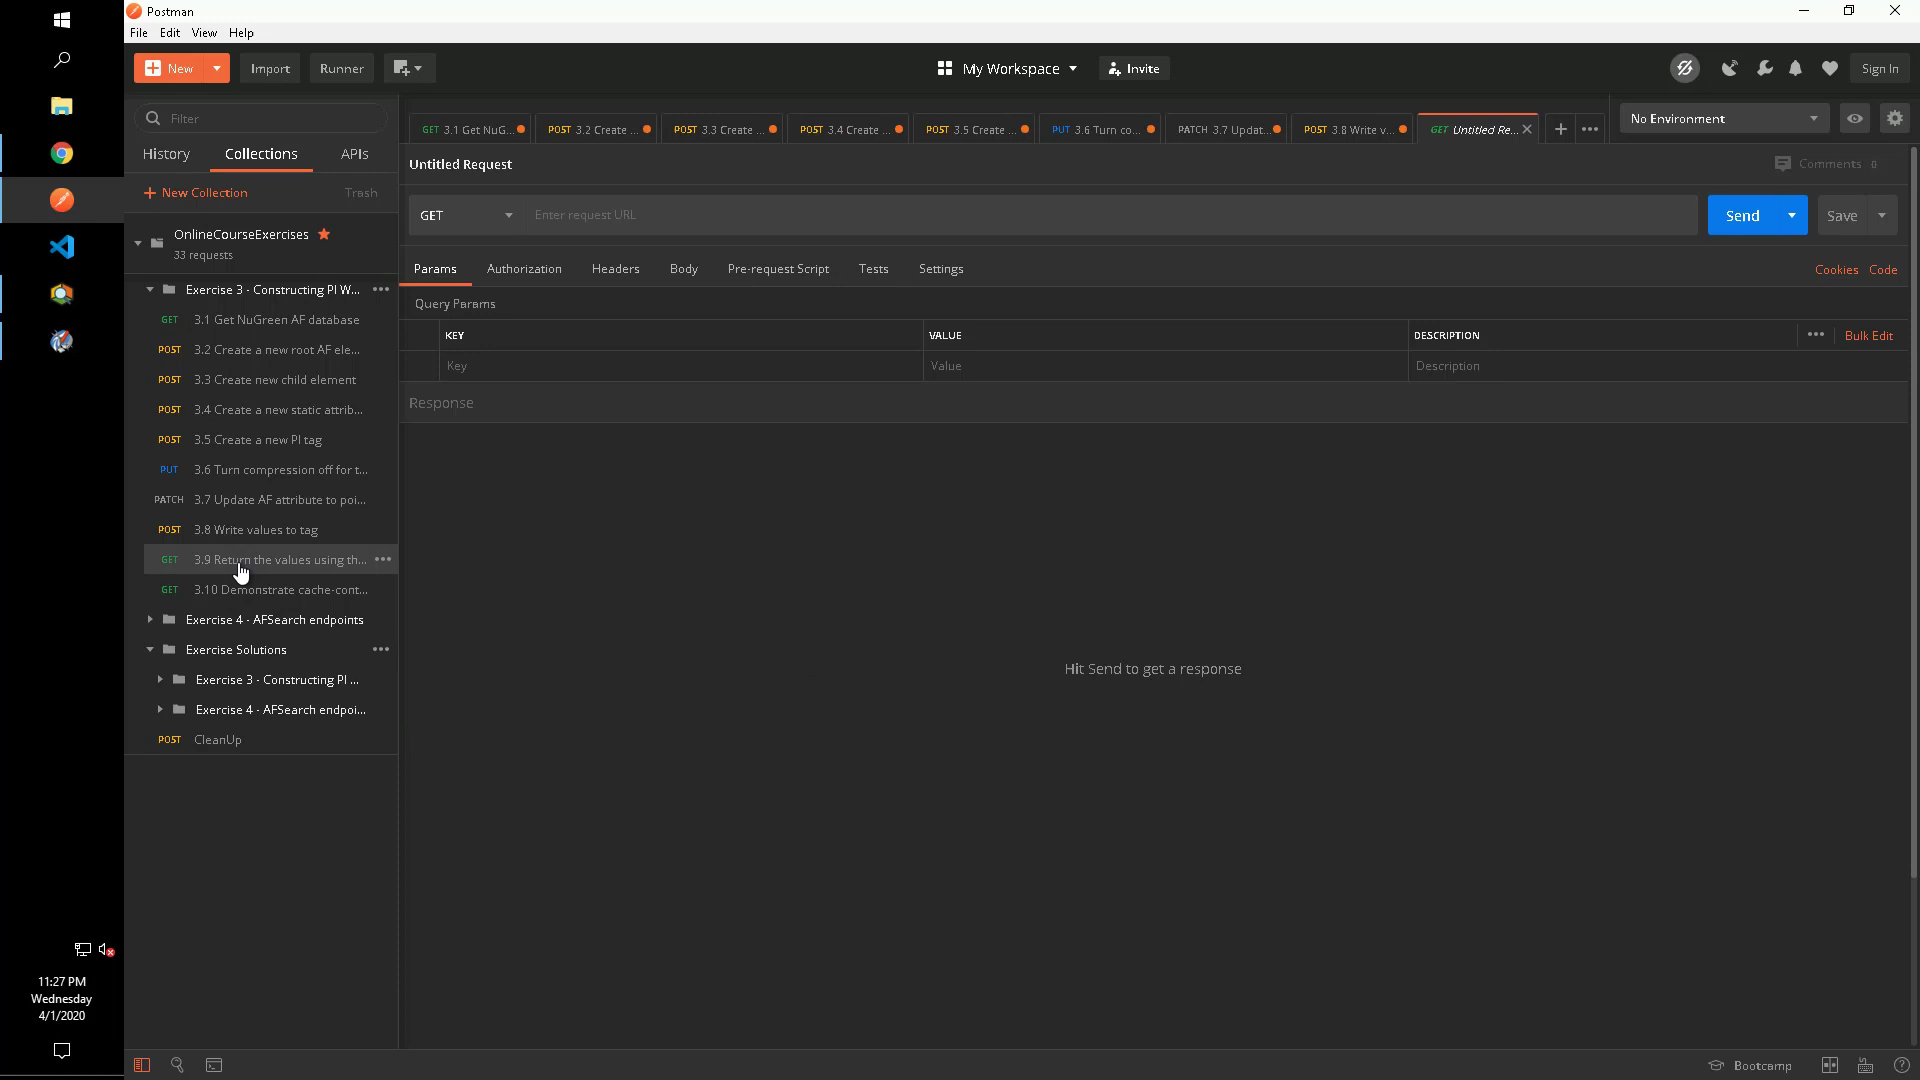 Postman
File Edit View Help
New Import Runner My Workspace Invite Sign In
Filter
GET 3.1 Get NuG... POST 3.2 Create ... POST 3.3 Create ... POST 3.4 Create ... POST 3.5 Create ... PUT 3.6 Turn co... PATCH 3.7 Updat... POST 3.8 Write v... GET Untitled Re... No Environment
History Collections APIs
Untitled Request Comments 0
New Collection Trash
GET Enter request URL Send Save
OnlineCourseExercises
33 requests
Params Authorization Headers Body Pre-request Script Tests Settings Cookies Code
Exercise 3 - Constructing PI W...
Query Params
GET 3.1 Get NuGreen AF database
KEY VALUE DESCRIPTION Bulk Edit
POST 3.2 Create a new root AF ele...
Key Value Description
POST 3.3 Create new child element
Response
POST 3.4 Create a new static attrib...
POST 3.5 Create a new PI tag
PUT 3.6 Turn compression off for t...
PATCH 3.7 Update AF attribute to poi...
POST 3.8 Write values to tag
GET 3.9 Return the values using th...
GET 3.10 Demonstrate cache-cont...
Exercise 4 - AFSearch endpoints
Exercise Solutions
Exercise 3 - Constructing PI ...
Exercise 4 - AFSearch endpoi...
POST CleanUp
Hit Send to get a response
11:27 PM
Wednesday
4/1/2020
Bootcamp